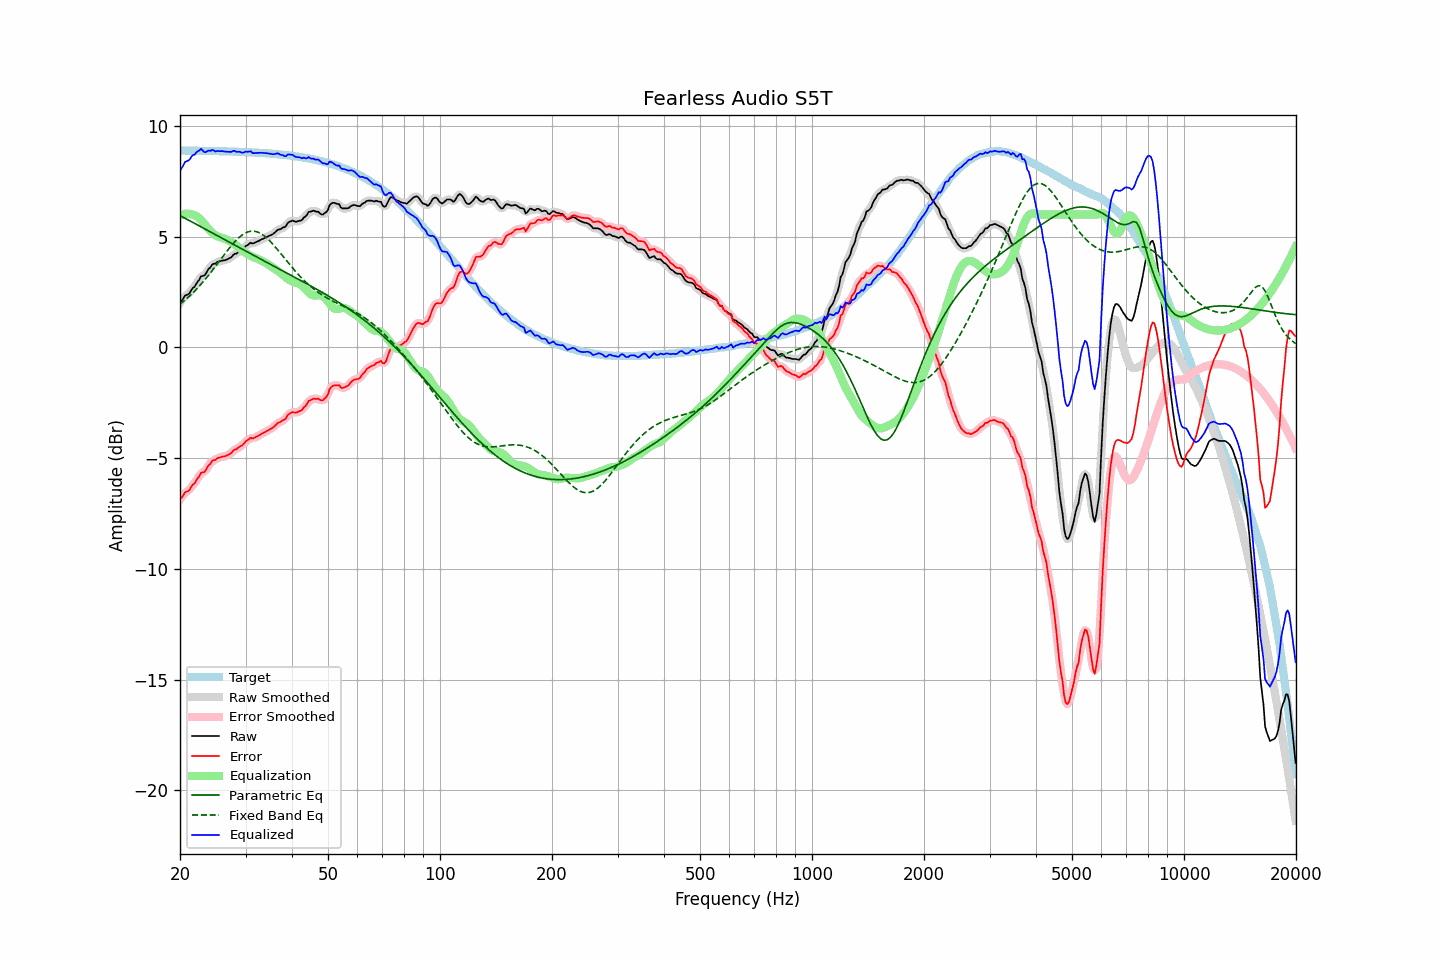 Fearless Audio S5T
10
5
0
−5
−10
−15
−20
Amplitude (dBr)
Target
Raw Smoothed
Error Smoothed
Raw
Error
Equalization
Parametric Eq
Fixed Band Eq
Equalized
20 50 100 200 500 1000 2000 5000 10000 20000
Frequency (Hz)